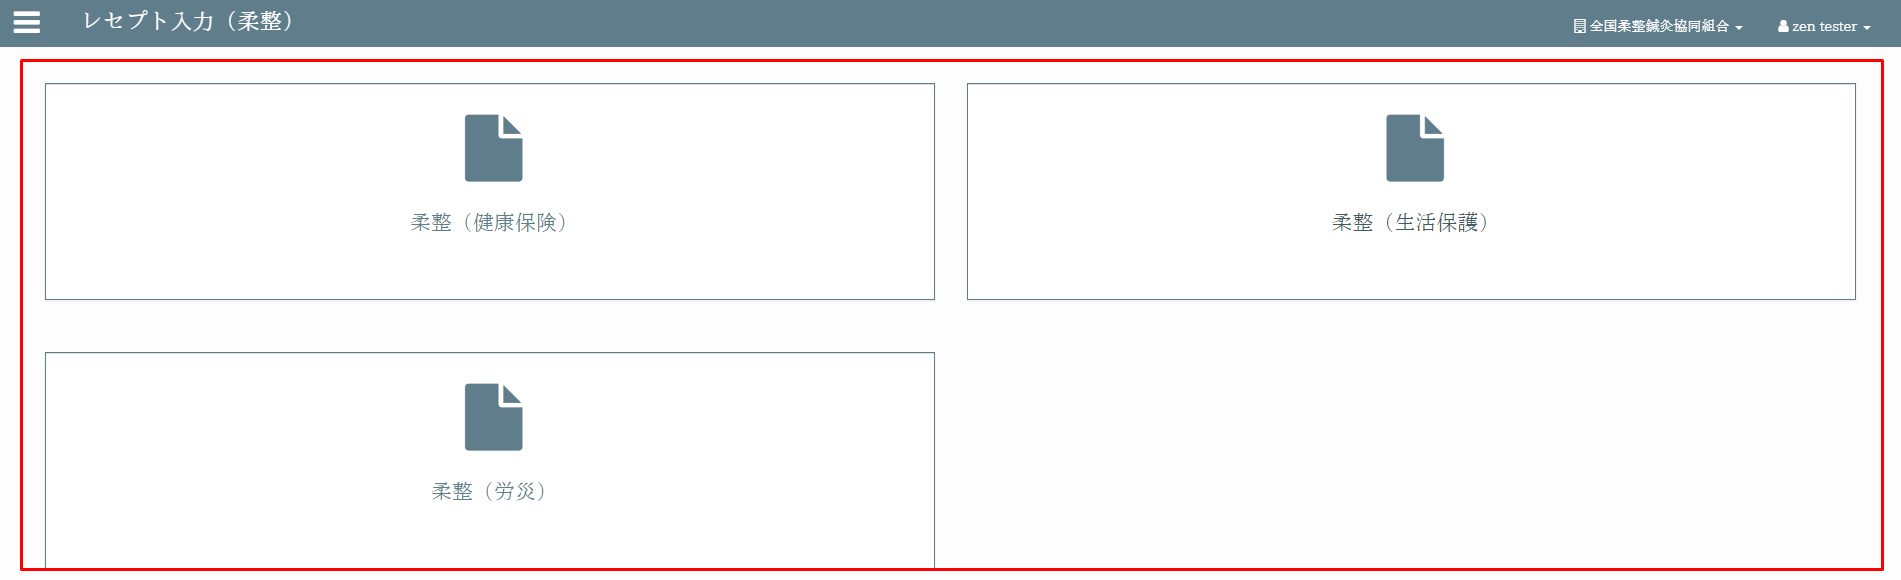 レセプト入力（柔整）
全国柔整鍼灸協同組合
zen tester
柔整（健康保険）
柔整（生活保護）
柔整（労災）